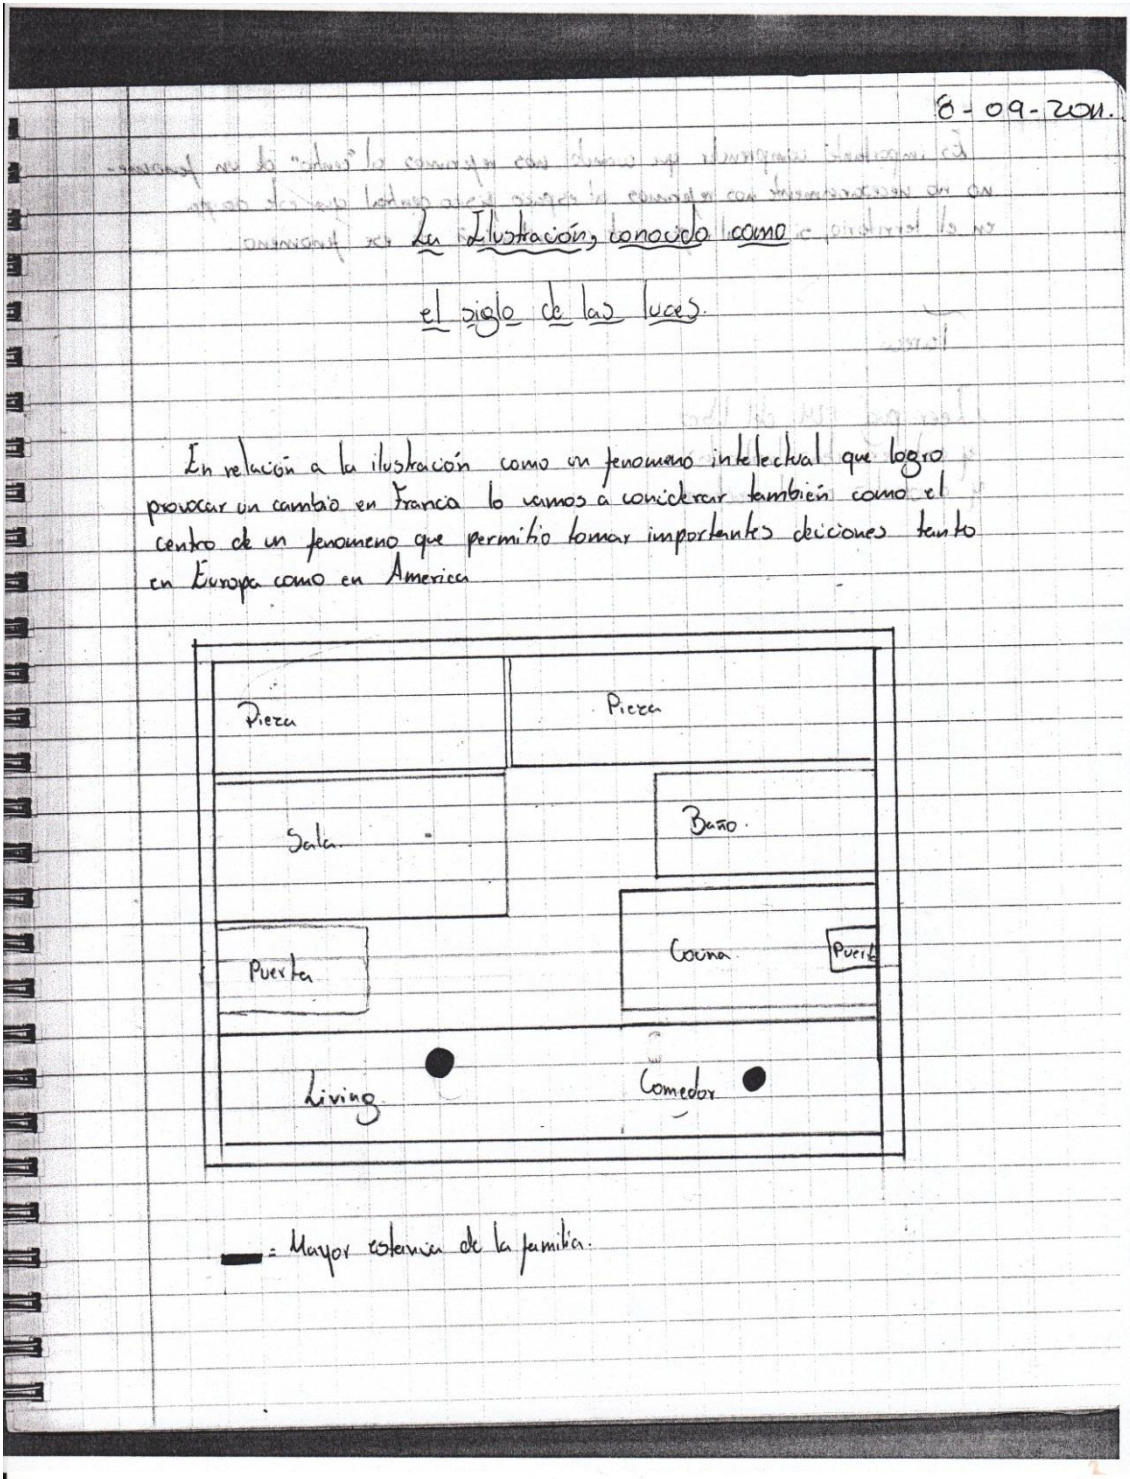 8-09-2011.
La Ilustración, conocido como
el siglo de las luces.
En relación a la ilustración como un fenomeno intelectual que logro
provocar un cambio en Francia lo vamos a conciderar también como el
centro de un fenomeno que permitio tomar importantes deciciones tanto
en Europa como en America
Pieza
Pieza
Sala.
Baño.
Puerta
Cocina
Puerta
Living
Comedor
= Mayor estancia de la familia.
2